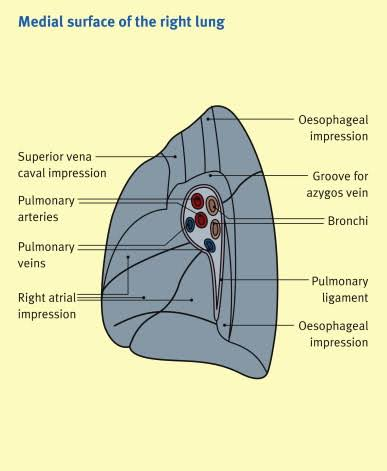 Medial surface of the right lung
Oesophageal
impression
Superior vena
caval impression
Groove for
azygos vein
Pulmonary
arteries
Bronchi
Pulmonary
veins
Pulmonary
ligament
Right atrial
impression
Oesophageal
impression